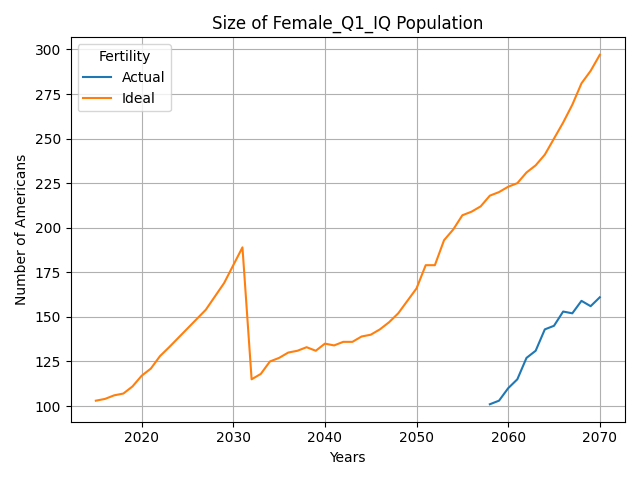 Size of Female_Q1_IQ Population
Fertility
Actual
Ideal
Number of Americans
300
275
250
225
200
175
150
125
100
2020 2030 2040 2050 2060 2070
Years